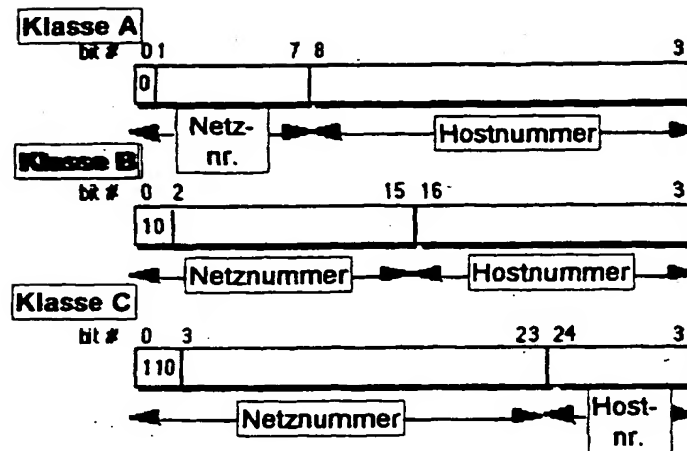 Klasse A
bit # 0 1 7 8 3
0
Netz- Hostnummer
nr.
Klasse B
bit # 0 2 15 16 3
10
Netznummer Hostnummer
Klasse C
bit # 0 3 23 24 3
110
Netznummer Host-
nr.